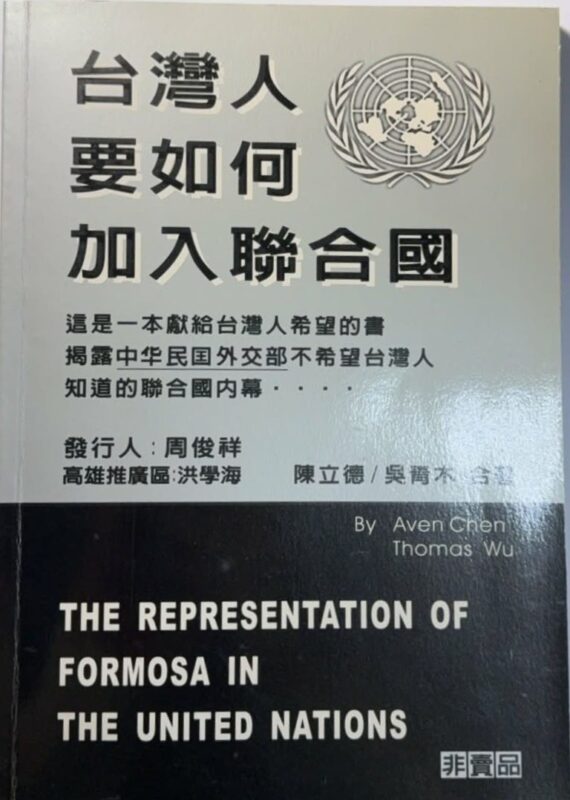 台灣人
要如何
加入聯合國
這是一本獻給台灣人希望的書
揭露中华民国外交部不希望台灣人
知道的聯合國內幕・・・・
發行人:周俊祥
高雄推廣區:洪學海
陳立德/吳 木 合著
By Aven Chen
Thomas Wu
THE REPRESENTATION OF
FORMOSA IN
THE UNITED NATIONS
非賣品